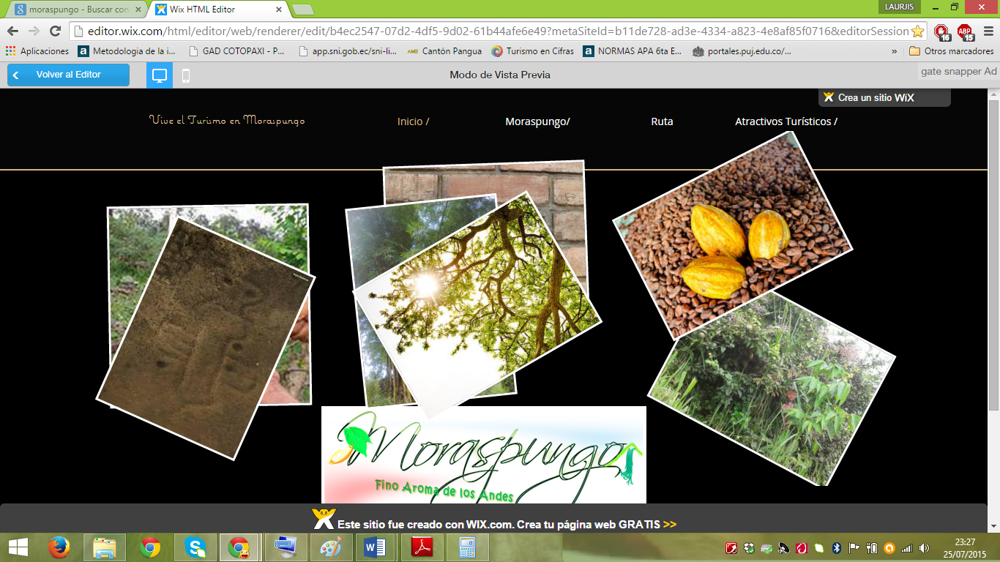 LAURJIS
moraspungo - Buscar con
Wix HTML Editor
editor.wix.com/html/editor/web/renderer/edit/b4ec2547-07d2-4df5-9d02-61b44afe6e49?metaSiteId=b11de728-ad3e-4334-a823-4e8af85f0716&editorSession
16
ABP
15
Aplicaciones
Metodologia de la i...
GAD COTOPAXI - P...
app.sni.gob.ec/sni-li...
AME
Cantón Pangua
Turismo en Cifras
NORMAS APA 6ta E...
portales.puj.edu.co/...
»
Otros marcadores
Volver al Editor
Modo de Vista Previa
gate snapper Ad
Crea un sitio WiX
Vive el Turismo en Moraspungo
Inicio /
Moraspungo/
Ruta
Atractivos Turísticos /
Moraspungo
Fino Aroma de los Andes
Este sitio fue creado con WIX.com. Crea tu página web GRATIS >>
23:27
25/07/2015